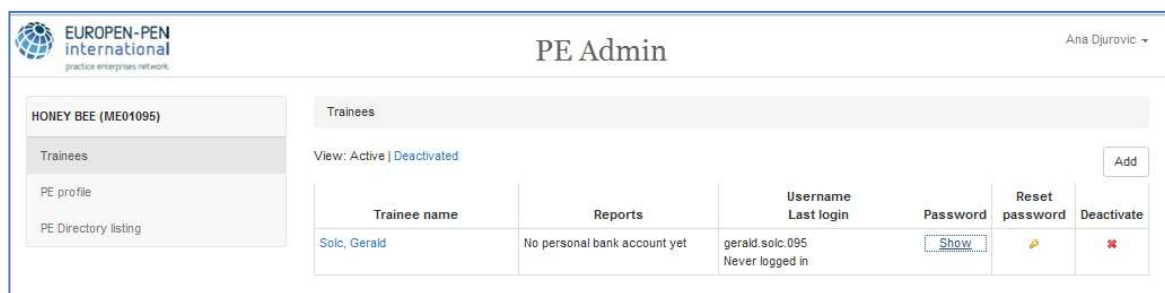 EUROPEN-PEN
international
practice enterprises network.
PE Admin
Ana Djurovic
HONEY BEE (ME01095)
Trainees
PE profile
PE Directory listing
Trainees
View: Active | Deactivated
Add
Trainee name
Reports
Username
Last login
Password
Reset
password
Deactivate
Solc, Gerald
No personal bank account yet
gerald.solc.095
Never logged in
Show